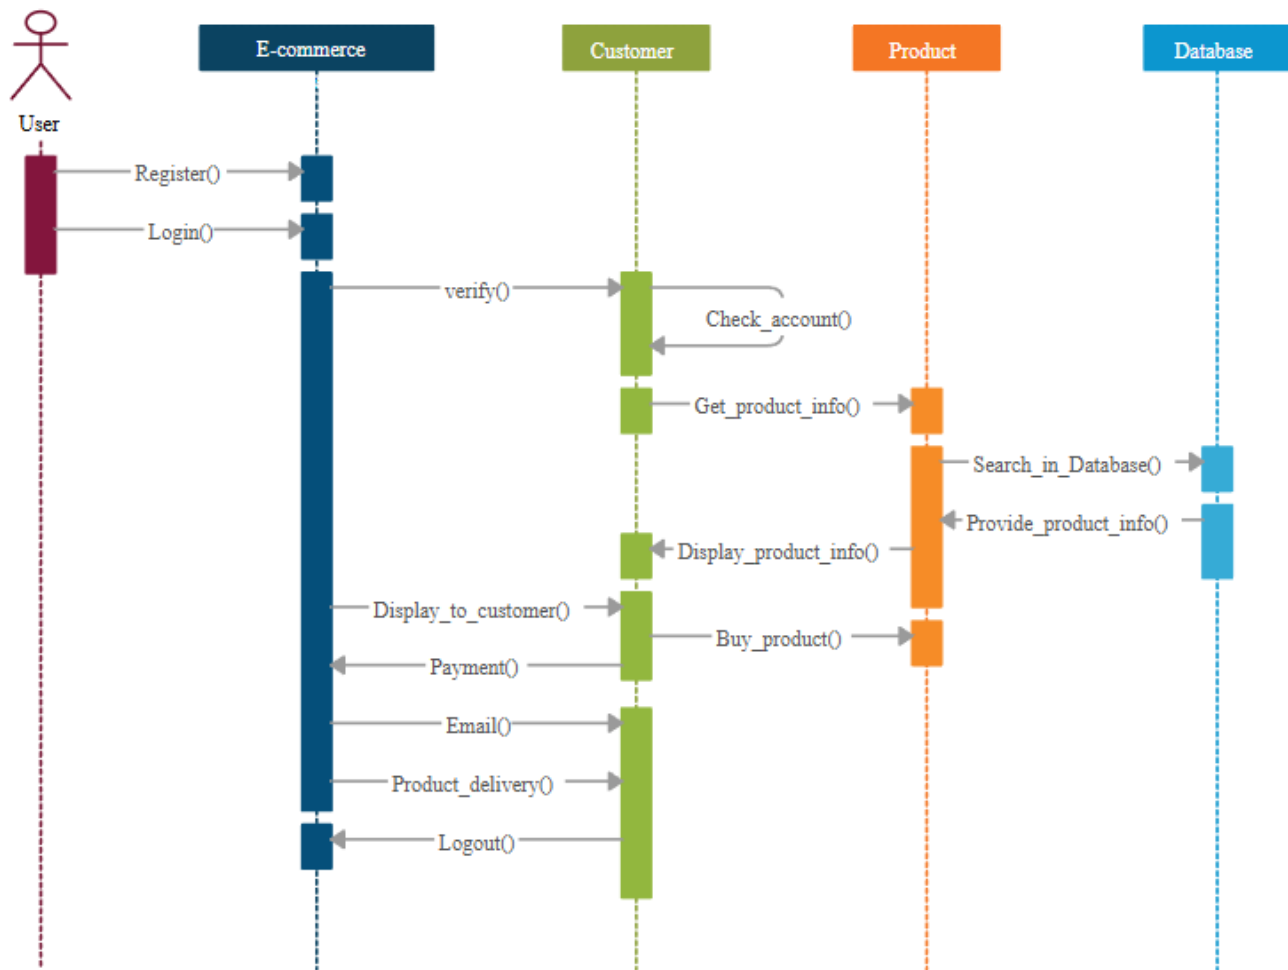 E-commerce
Customer
Product
Database
User
Register()
Login()
verify()
Check_account()
Get_product_info()
Search_in_Database()
Provide_product_info()
Display_product_info()
Display_to_customer()
Buy_product()
Payment()
Email()
Product_delivery()
Logout()